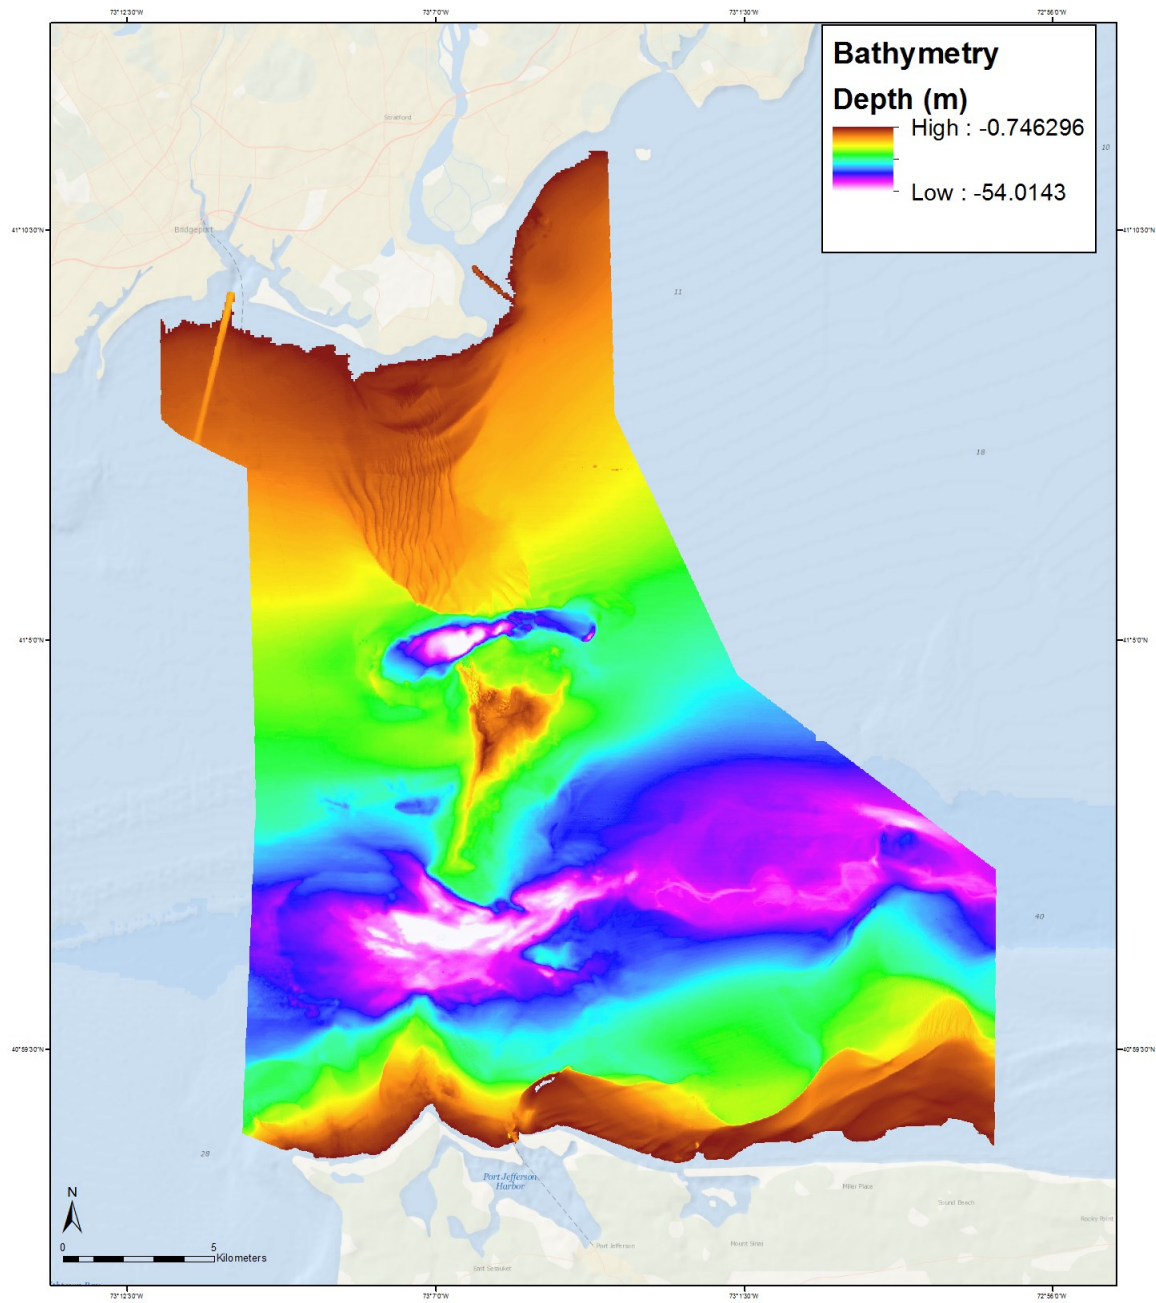 73°12'30"W 73°7'0"W 73°1'30"W 72°56'0"W
Bathymetry
Depth (m)
High : -0.746296
Low : -54.0143
Stratford
10
41°10'30"N 41°10'30"N
Bridgeport
11
18
41°5'0"N 41°5'0"N
40
40°59'30"N 40°59'30"N
28
Port Jefferson
Harbor
Miller Place
Sound Beach
Rocky Point
N
Port Jefferson
Mount Sinai
0 5
Kilometers
East Setauket
73°12'30"W 73°7'0"W 73°1'30"W 72°56'0"W